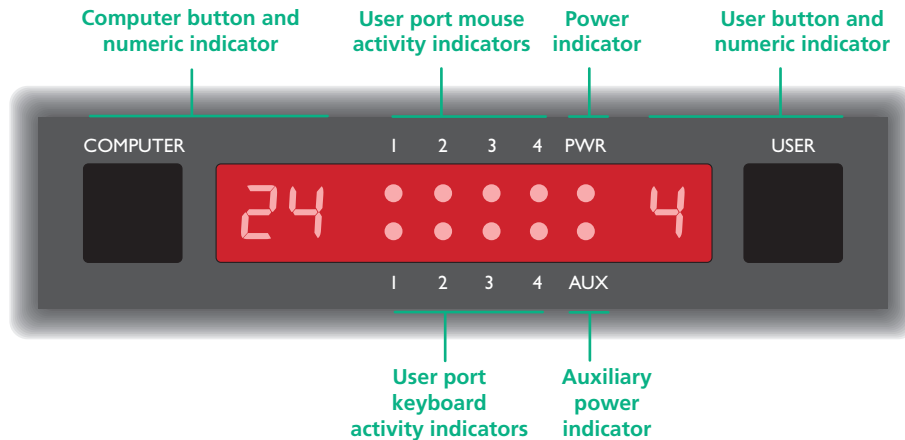 Computer button and
numeric indicator
User port mouse
activity indicators
Power
indicator
User button and
numeric indicator
COMPUTER
1 2 3 4 PWR
USER
24
4
1 2 3 4 AUX
User port
keyboard
activity indicators
Auxiliary
power
indicator